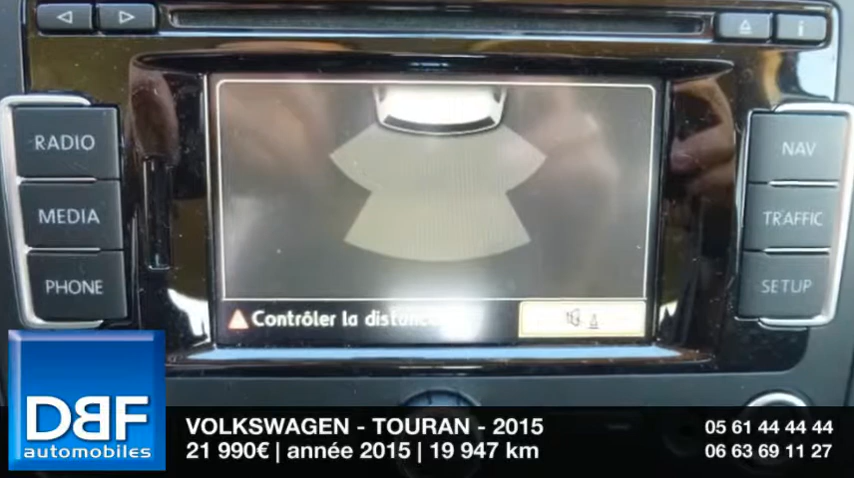 RADIO
MEDIA
PHONE
NAV
TRAFFIC
SETUP
Contrôler la distance
DBF
automobiles
VOLKSWAGEN - TOURAN - 2015
21 990€ | année 2015 | 19 947 km
05 61 44 44 44
06 63 69 11 27